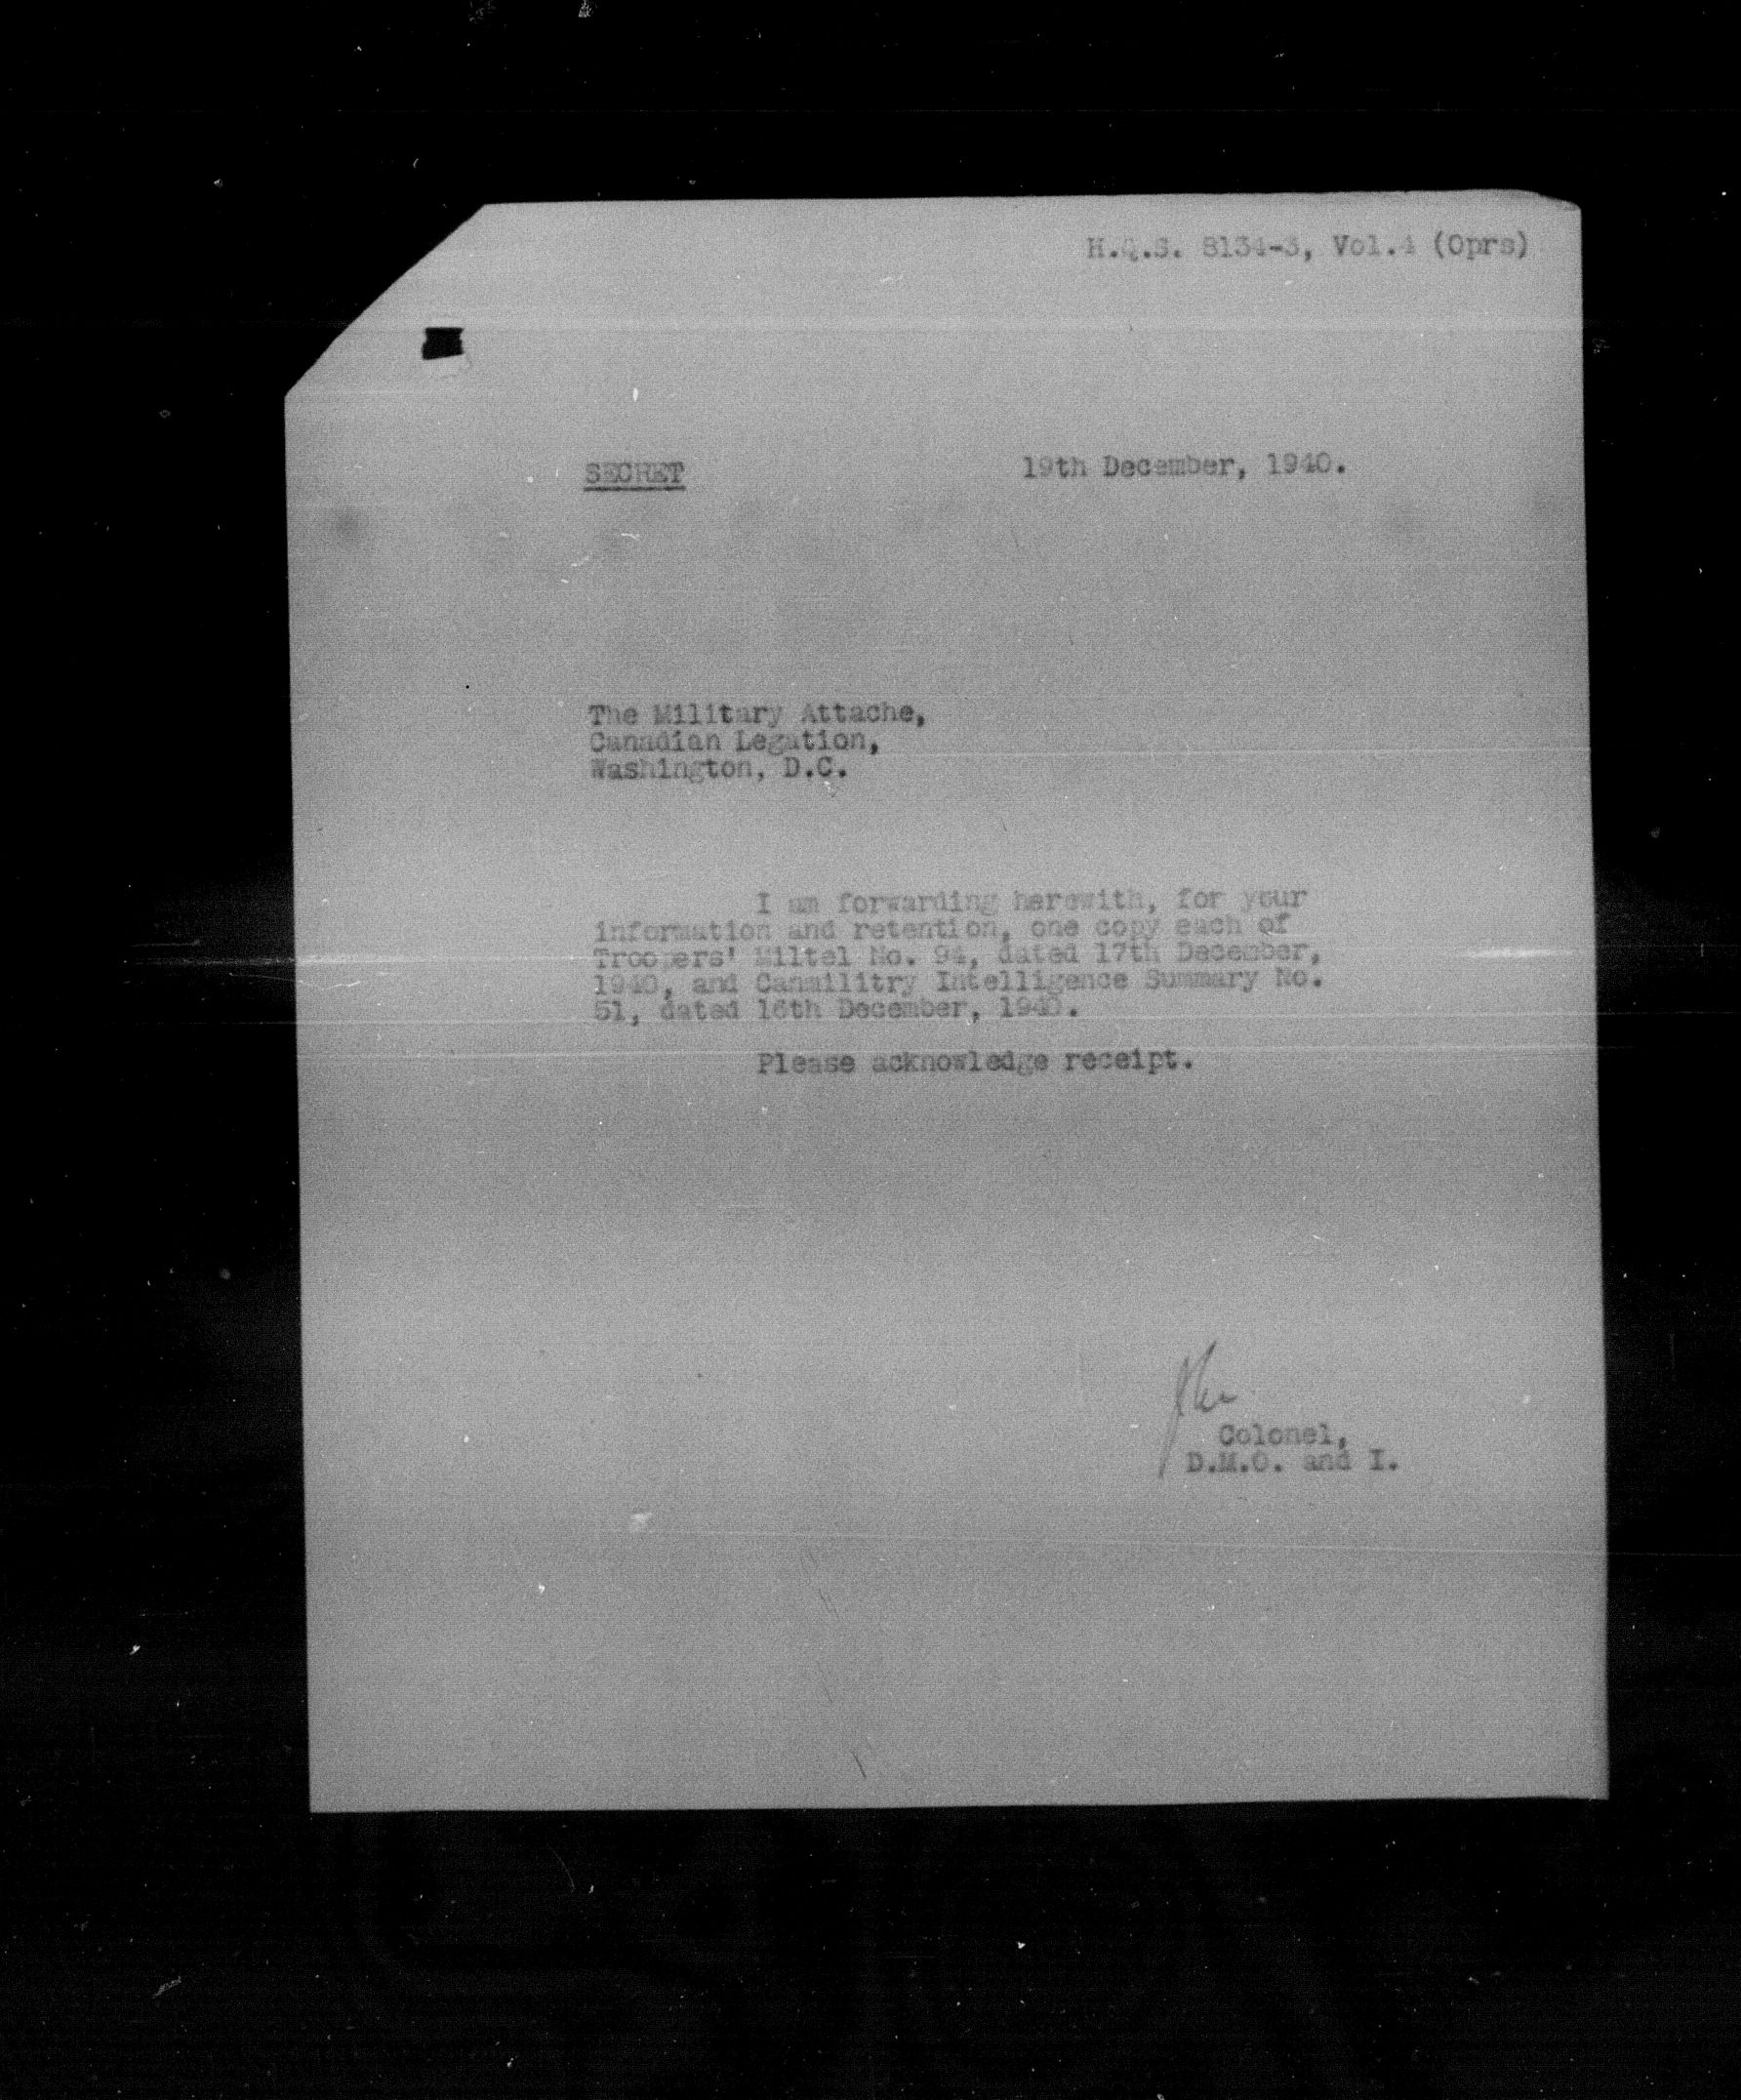 H.Q.S. 8134-3, Vol.4 (Oprs)
SECRET
19th December, 1940.
The Military Attache,
Canadian Legation,
Washington, D.C.
I am forwarding herewith, for your
information and retention, one copy each of
Troopers' Miltel No. 94, dated 17th December,
1940, and Canmilitry Intelligence Summary No.
51, dated 16th December, 1940.
Please acknowledge receipt.
Colonel,
D.M.O. and I.